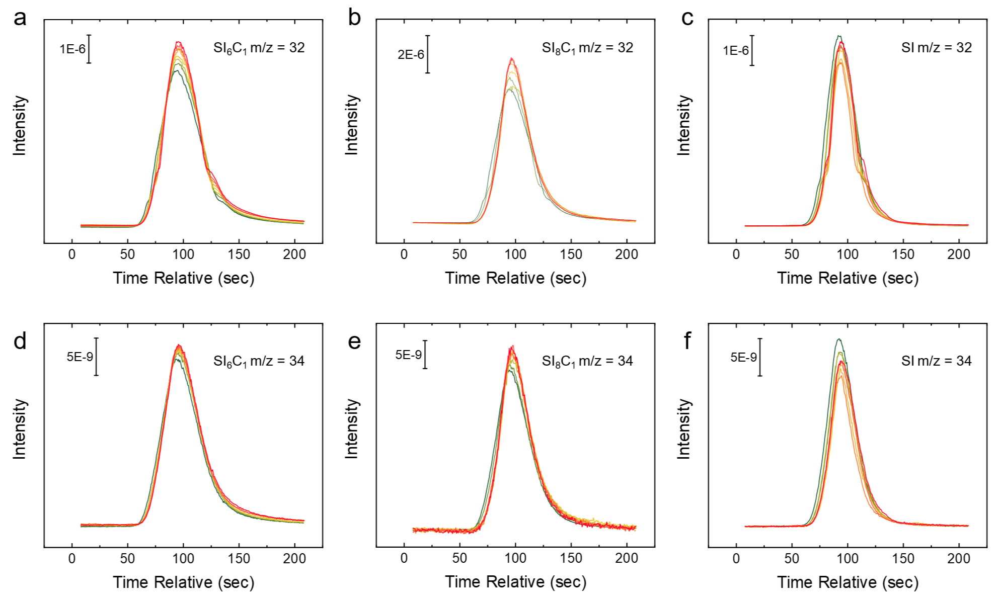 a
1E-6
SI₆C₁ m/z = 32
Intensity
0 50 100 150 200
Time Relative (sec)
b
2E-6
SI₈C₁ m/z = 32
Intensity
0 50 100 150 200
Time Relative (sec)
c
1E-6
SI m/z = 32
Intensity
0 50 100 150 200
Time Relative (sec)
d
5E-9
SI₆C₁ m/z = 34
Intensity
0 50 100 150 200
Time Relative (sec)
e
5E-9
SI₈C₁ m/z = 34
Intensity
0 50 100 150 200
Time Relative (sec)
f
5E-9
SI m/z = 34
Intensity
0 50 100 150 200
Time Relative (sec)